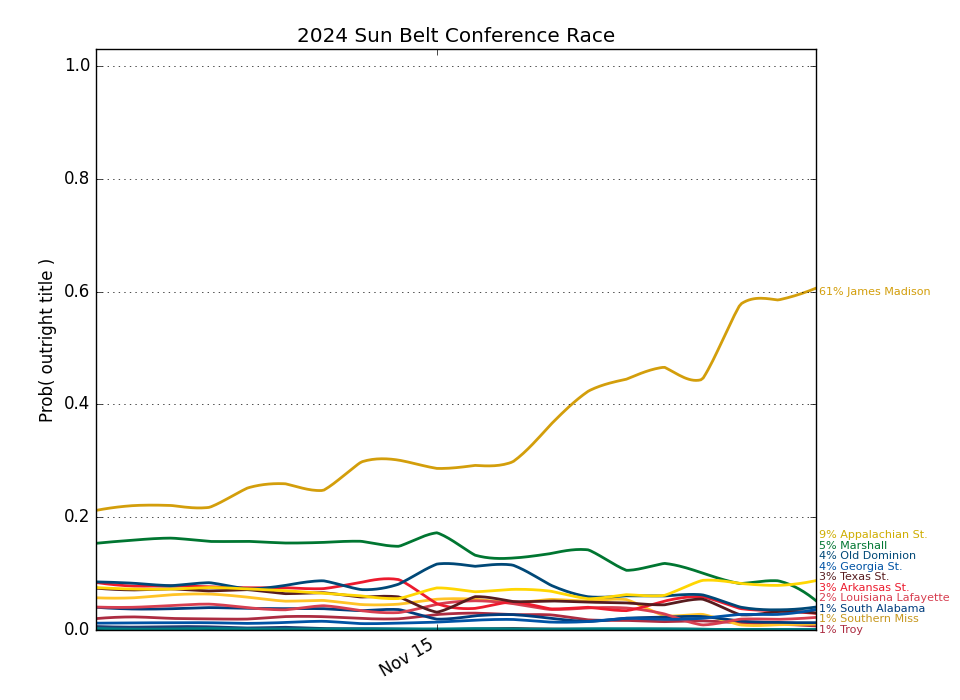 2024 Sun Belt Conference Race
1.0
0.8
0.6
0.4
0.2
0.0
Prob( outright title )
Nov 15
61% James Madison
9% Appalachian St.
5% Marshall
4% Old Dominion
4% Georgia St.
3% Texas St.
3% Arkansas St.
2% Louisiana Lafayette
1% South Alabama
1% Southern Miss
1% Troy